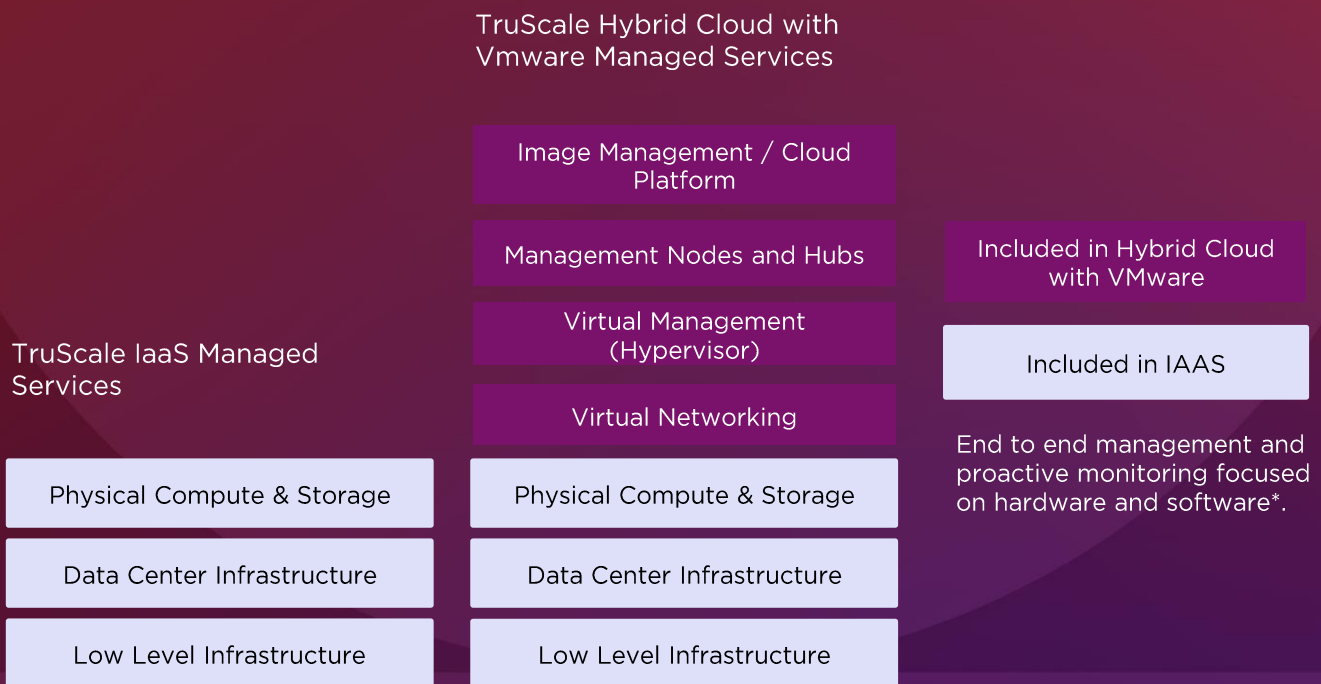 TruScale Hybrid Cloud with
Vmware Managed Services
Image Management / Cloud
Platform
Management Nodes and Hubs
Virtual Management
(Hypervisor)
Virtual Networking
Physical Compute & Storage
Data Center Infrastructure
Low Level Infrastructure
TruScale IaaS Managed
Services
Physical Compute & Storage
Data Center Infrastructure
Low Level Infrastructure
Included in Hybrid Cloud
with VMware
Included in IAAS
End to end management and
proactive monitoring focused
on hardware and software*.